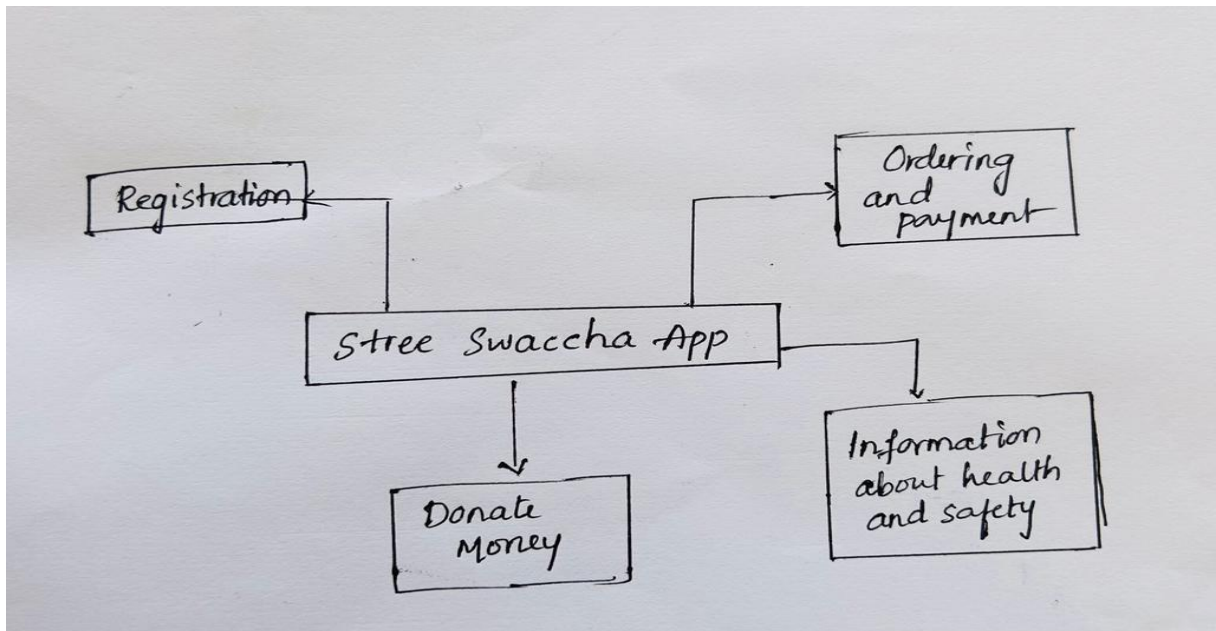 Registration
Ordering
and
payment
Stree Swaccha App
Donate
Money
Information
about health
and safety